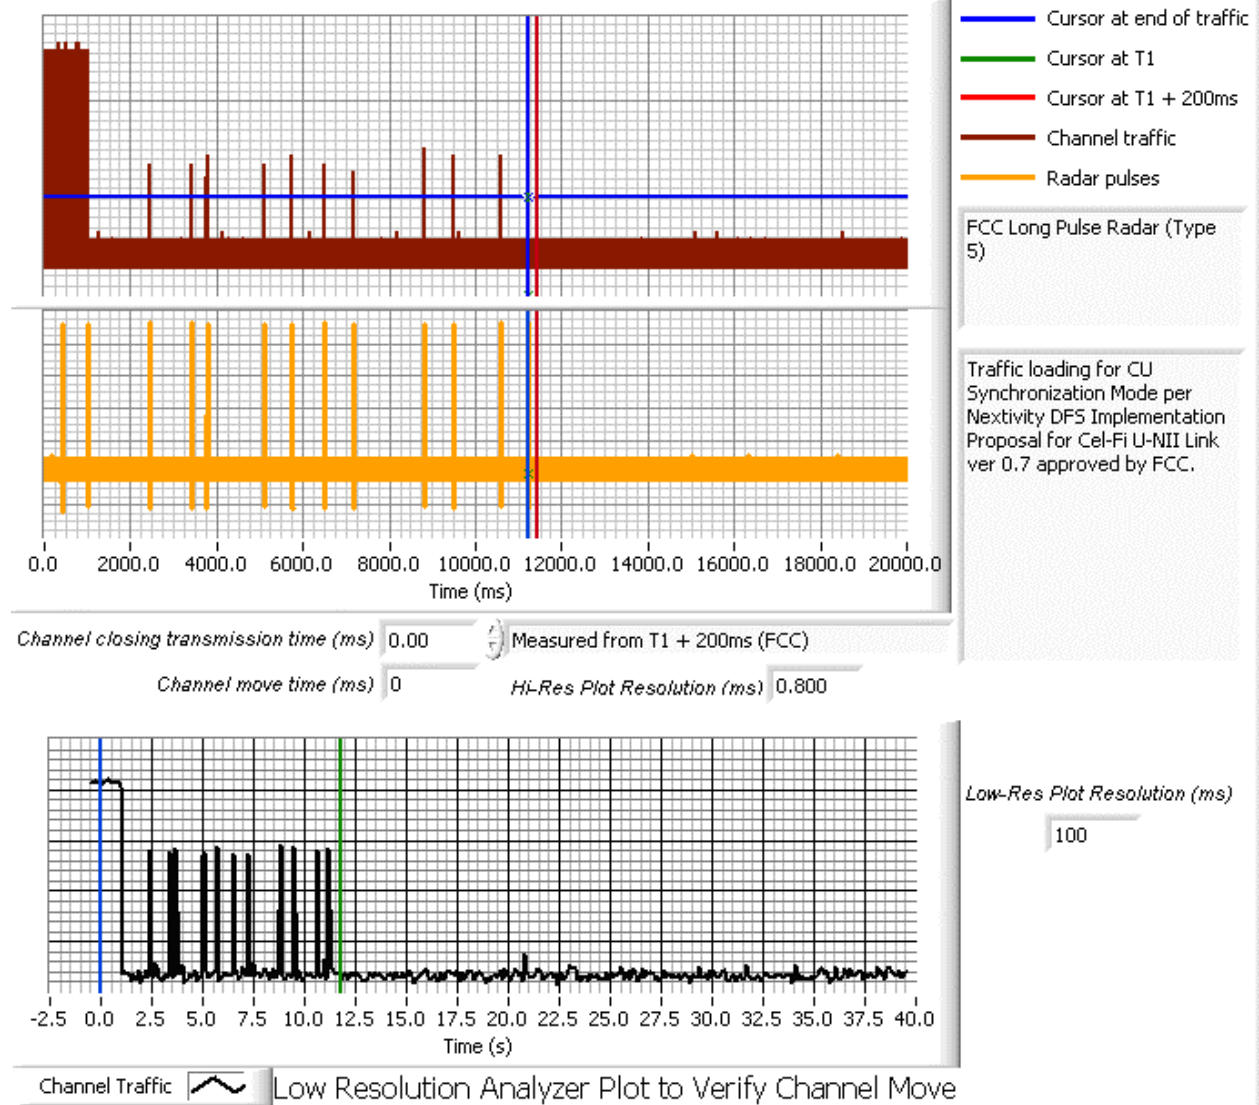 Cursor at end of traffic
Cursor at T1
Cursor at T1 + 200ms
Channel traffic
Radar pulses
FCC Long Pulse Radar (Type
5)
Traffic loading for CU
Synchronization Mode per
Nextivity DFS Implementation
Proposal for Cel-Fi U-NII Link
ver 0.7 approved by FCC.
0.0 2000.0 4000.0 6000.0 8000.0 10000.0 12000.0 14000.0 16000.0 18000.0 20000.0
Time (ms)
Channel closing transmission time (ms) 0.00 Measured from T1 + 200ms (FCC)
Channel move time (ms) 0 Hi-Res Plot Resolution (ms) 0.800
Low-Res Plot Resolution (ms)
100
-2.5 0.0 2.5 5.0 7.5 10.0 12.5 15.0 17.5 20.0 22.5 25.0 27.5 30.0 32.5 35.0 37.5 40.0
Time (s)
Channel Traffic Low Resolution Analyzer Plot to Verify Channel Move